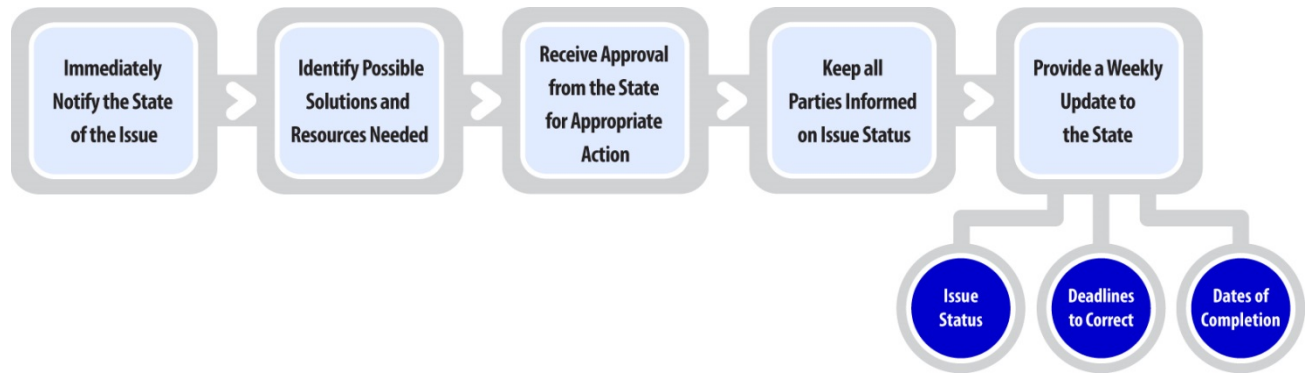 Immediately
Notify the State
of the Issue
Identify Possible
Solutions and
Resources Needed
Receive Approval
from the State
for Appropriate
Action
Keep all
Parties Informed
on Issue Status
Provide a Weekly
Update to
the State
Issue
Status
Deadlines
to Correct
Dates of
Completion